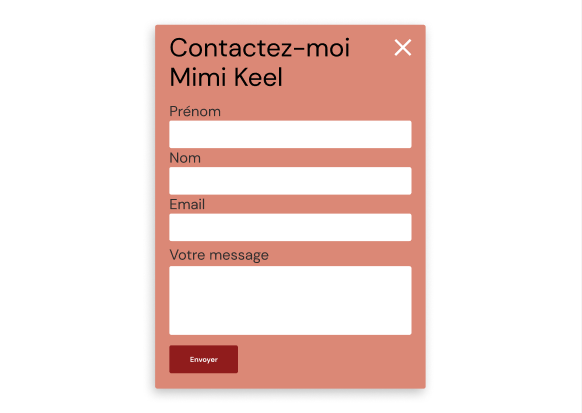 Contactez-moi
Mimi Keel
Prénom
Nom
Email
Votre message
Envoyer